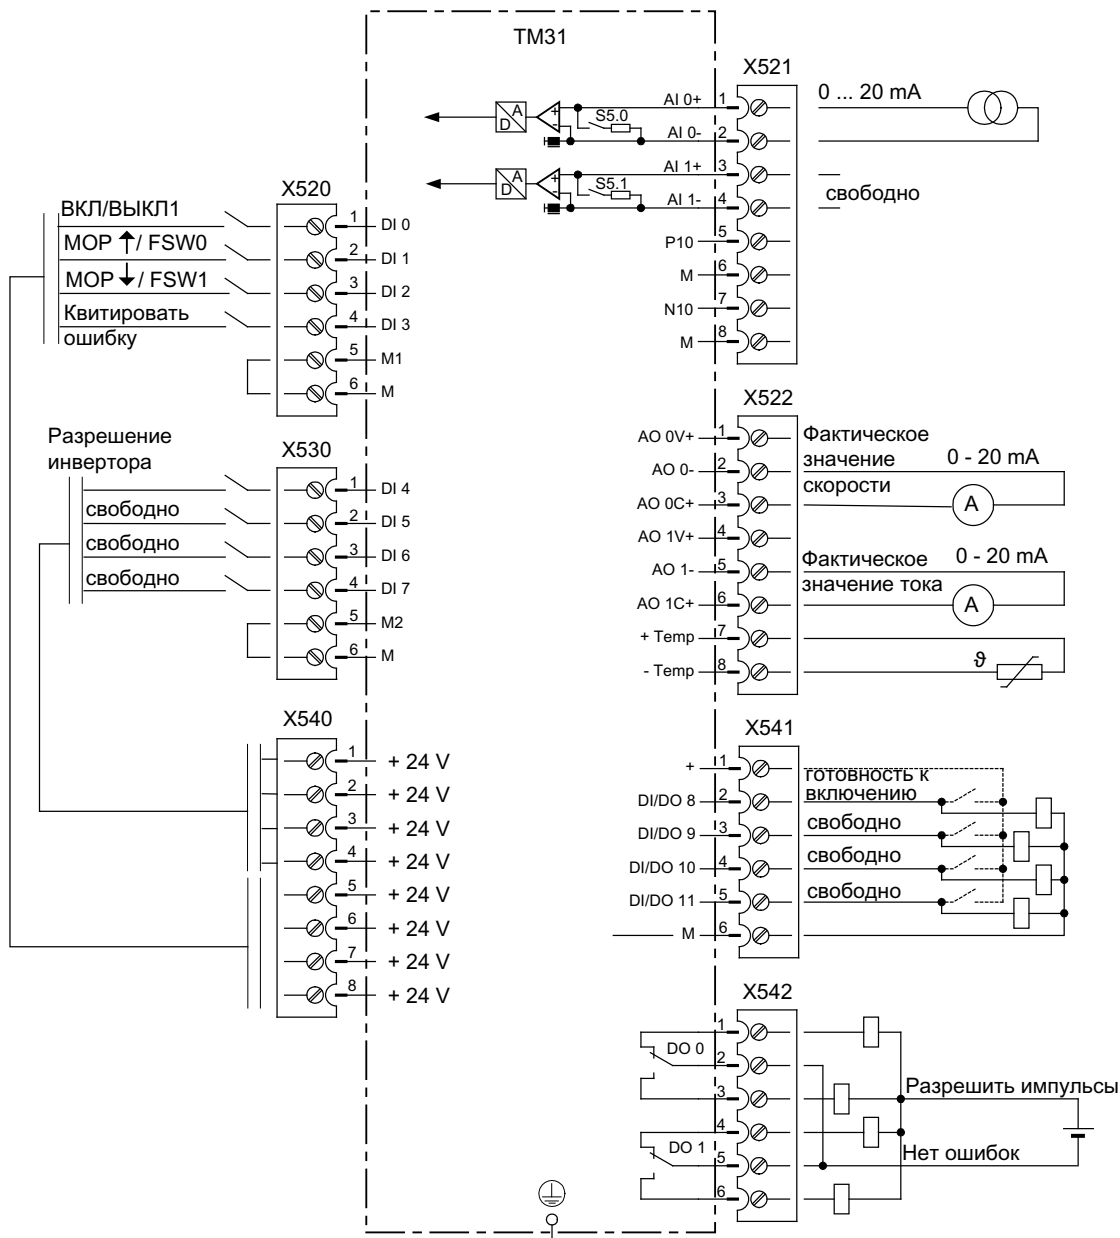 TM31
X520
ВКЛ/ВЫКЛ1
1 DI 0
МОР ↑/ FSW0
2 DI 1
МОР ↓/ FSW1
3 DI 2
Квитировать
ошибку
4 DI 3
5 M1
6 M
Разрешение
инвертора
X530
1 DI 4
свободно
2 DI 5
свободно
3 DI 6
свободно
4 DI 7
5 M2
6 M
X540
1 + 24 V
2 + 24 V
3 + 24 V
4 + 24 V
5 + 24 V
6 + 24 V
7 + 24 V
8 + 24 V
X521
A
D
+
-
S5.0
AI 0+ 1
0 ... 20 mA
AI 0- 2
A
D
+
-
S5.1
AI 1+ 3
свободно
AI 1- 4
P10 5
M 6
N10 7
M 8
X522
AO 0V+ 1
Фактическое
значение
скорости
AO 0- 2
0 - 20 mA
AO 0C+ 3
A
AO 1V+ 4
Фактическое
значение тока
AO 1- 5
0 - 20 mA
AO 1C+ 6
A
+ Temp 7
- Temp 8
ϑ
X541
+ 1
готовность к
включению
DI/DO 8 2
DI/DO 9 3
свободно
DI/DO 10 4
свободно
DI/DO 11 5
свободно
M 6
X542
1
DO 0
2
3
Разрешить импульсы
4
DO 1
5
Нет ошибок
6